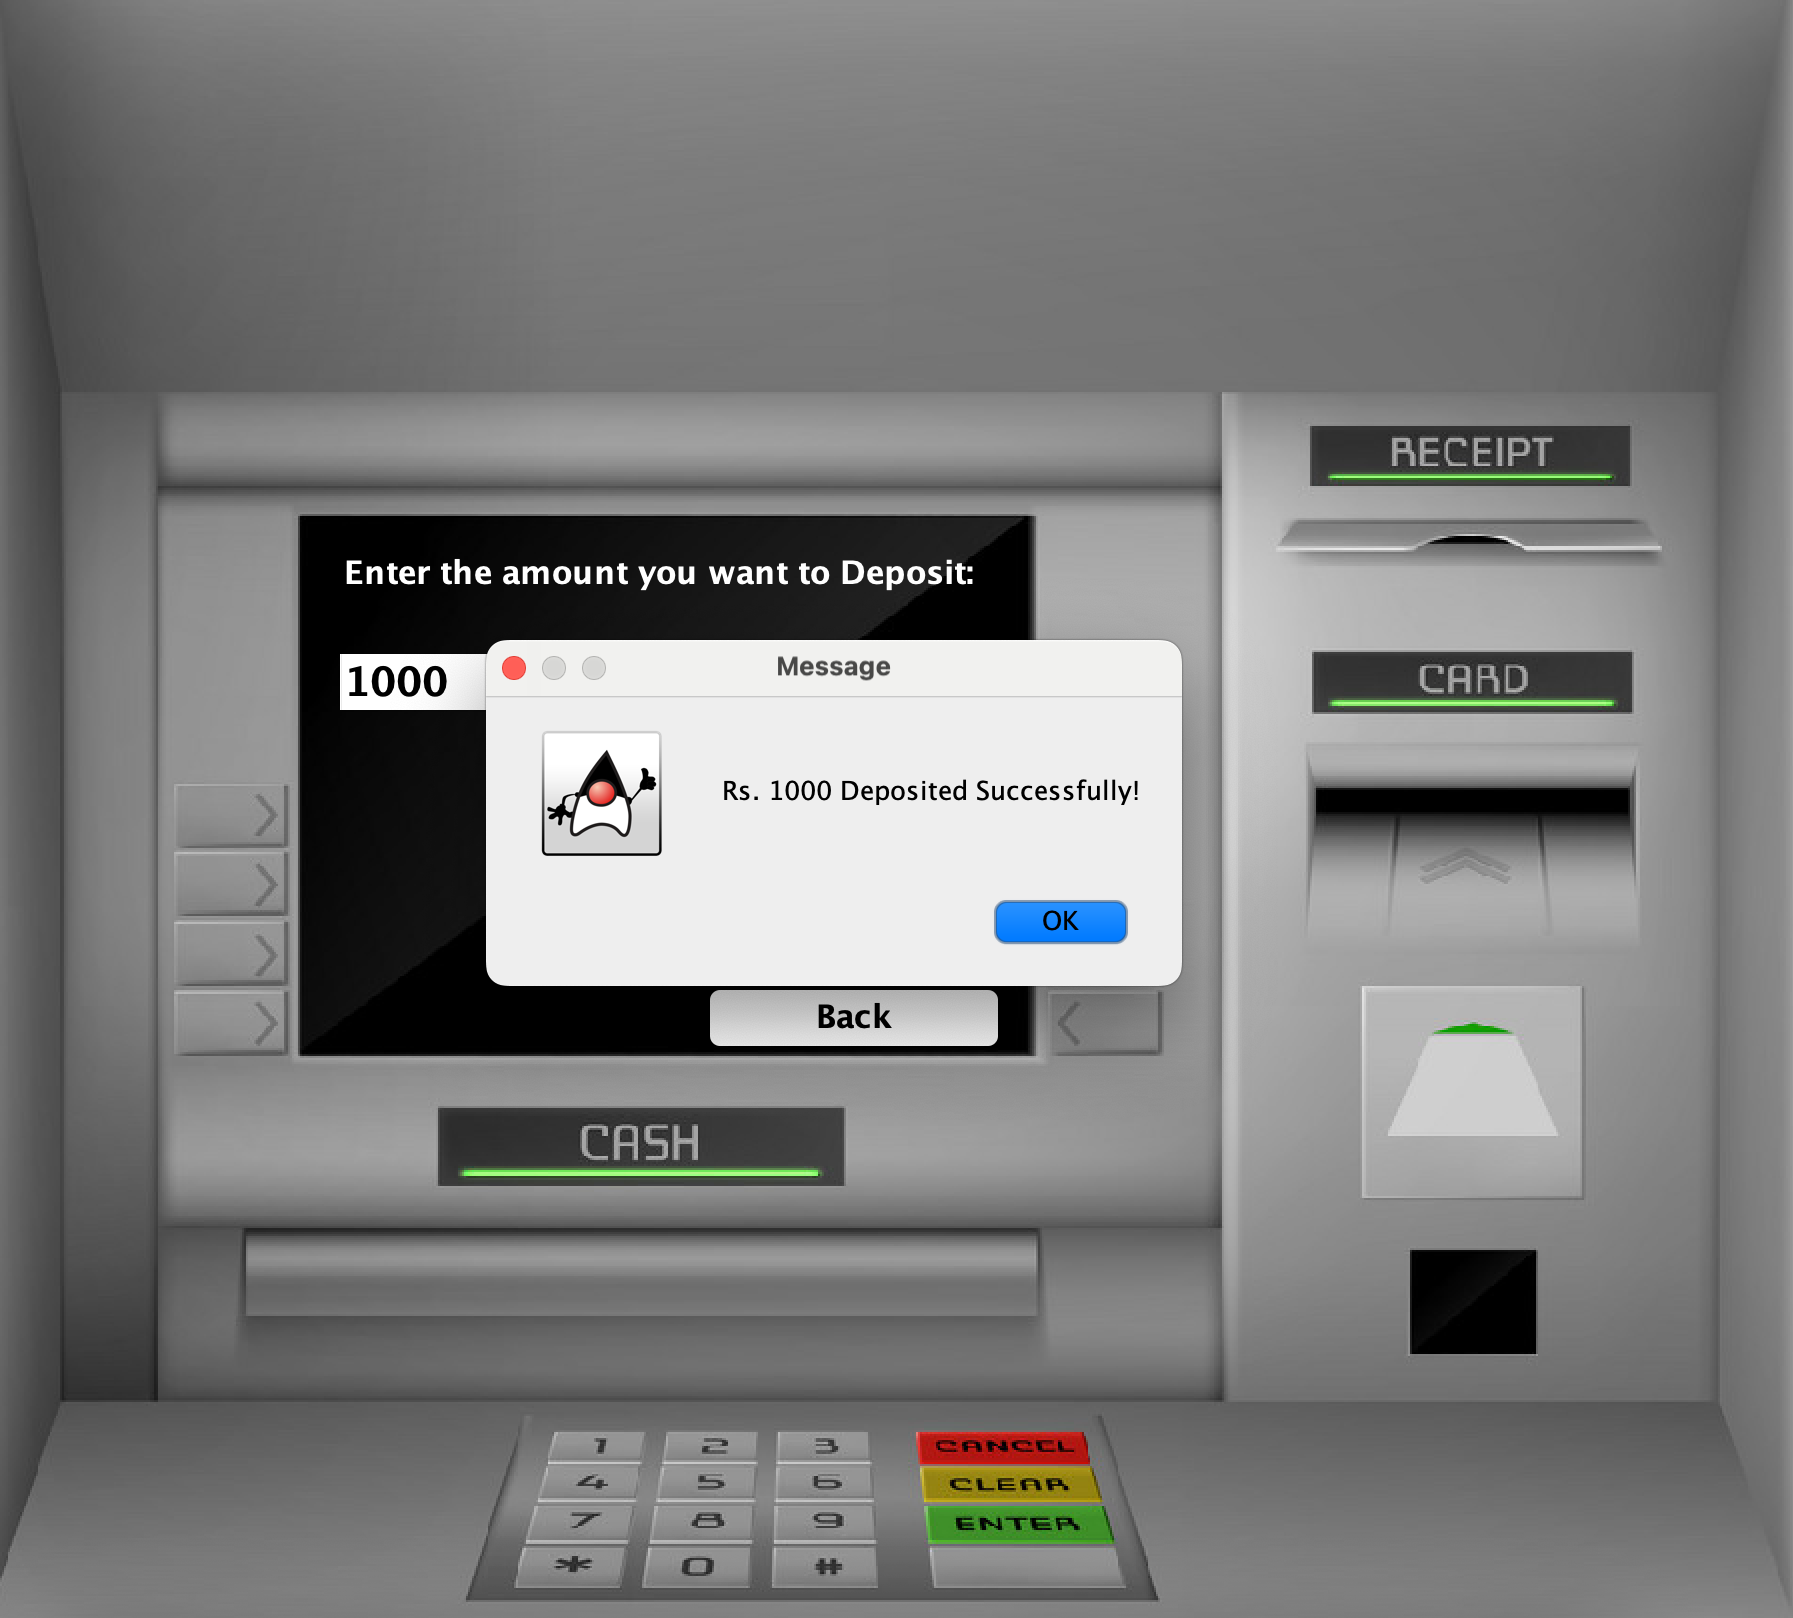 RECEIPT
Enter the amount you want to Deposit:
1000
Message
CARD
Rs. 1000 Deposited Successfully!
OK
Back
CASH
1 2 3 CANCEL
4 5 6 CLEAR
7 8 9 ENTER
* 0 #